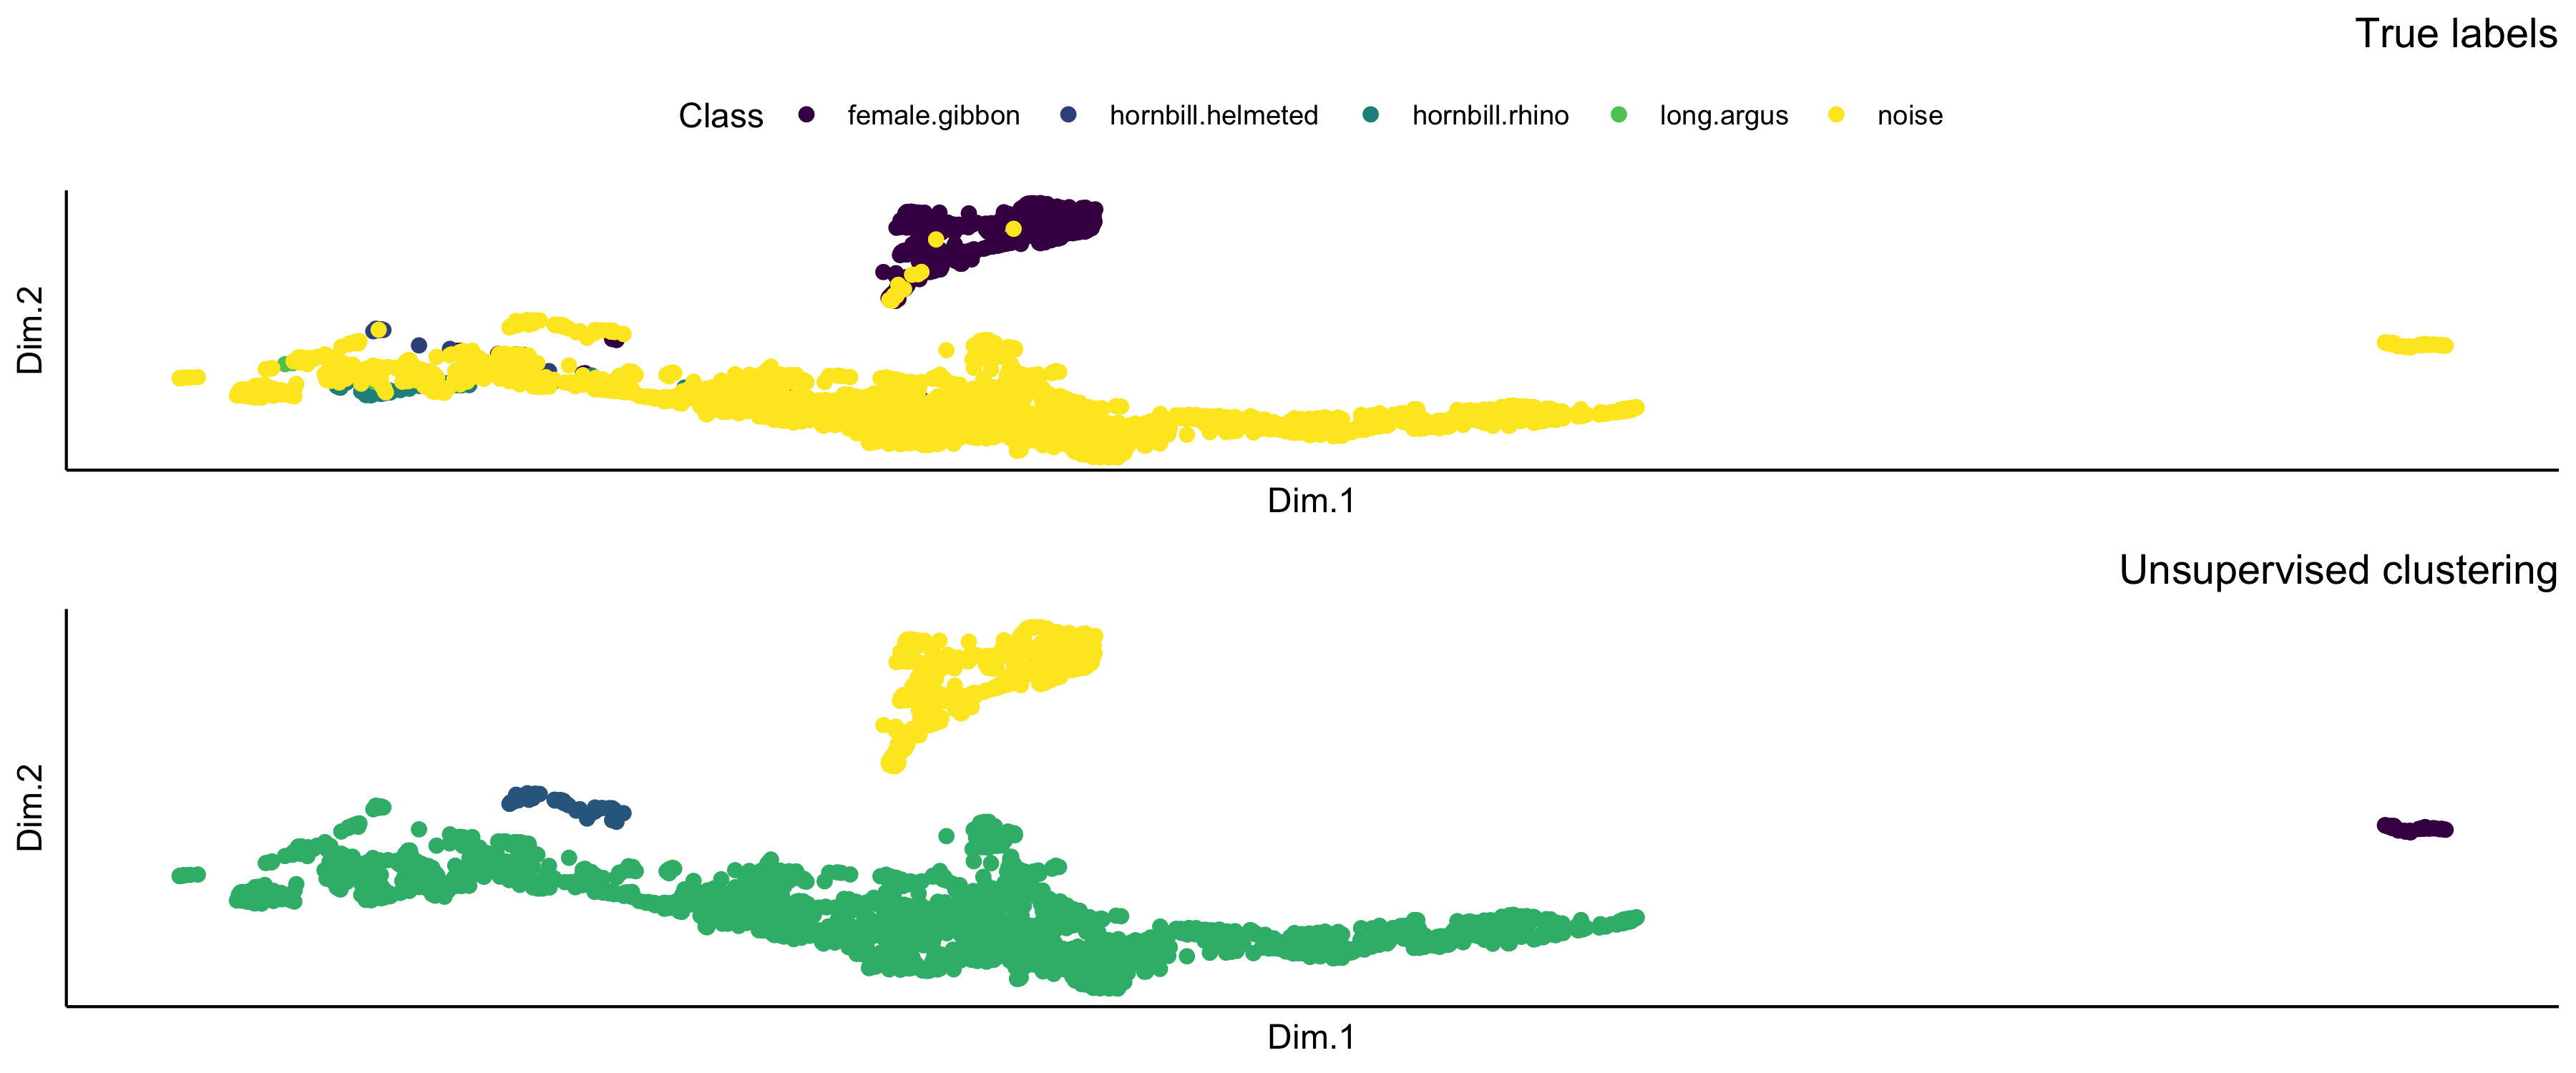 True labels
Class female.gibbon hornbill.helmeted hornbill.rhino long.argus noise
Dim.2
Dim.1
Unsupervised clustering
Dim.2
Dim.1